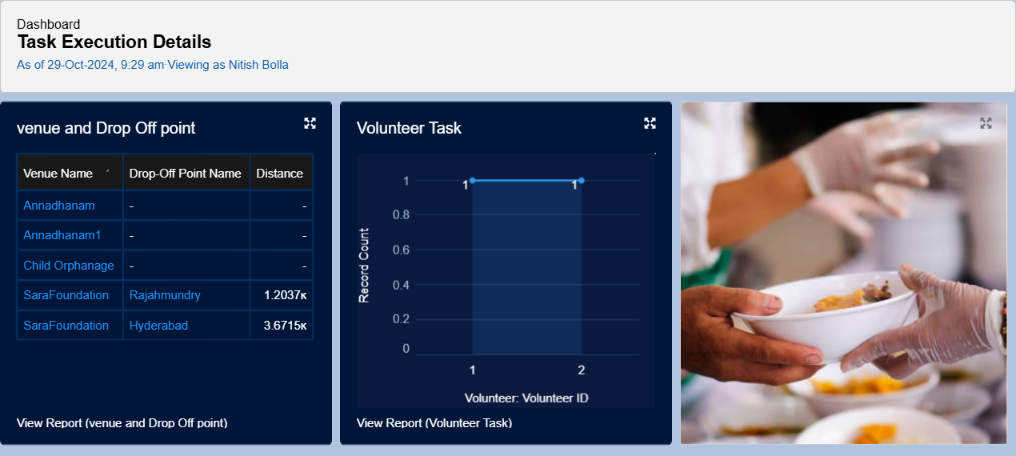 Dashboard
Task Execution Details
As of 29-Oct-2024, 9:29 am·Viewing as Nitish Bolla
venue and Drop Off point
Venue Name Drop-Off Point Name Distance
Annadhanam - -
Annadhanam1 - -
Child Orphanage - -
SaraFoundation Rajahmundry 1.2037ĸ
SaraFoundation Hyderabad 3.6715ĸ
View Report (venue and Drop Off point)
Volunteer Task
Record Count
1
0.8
0.6
0.4
0.2
0
1 1
1 2
Volunteer: Volunteer ID
View Report (Volunteer Task)